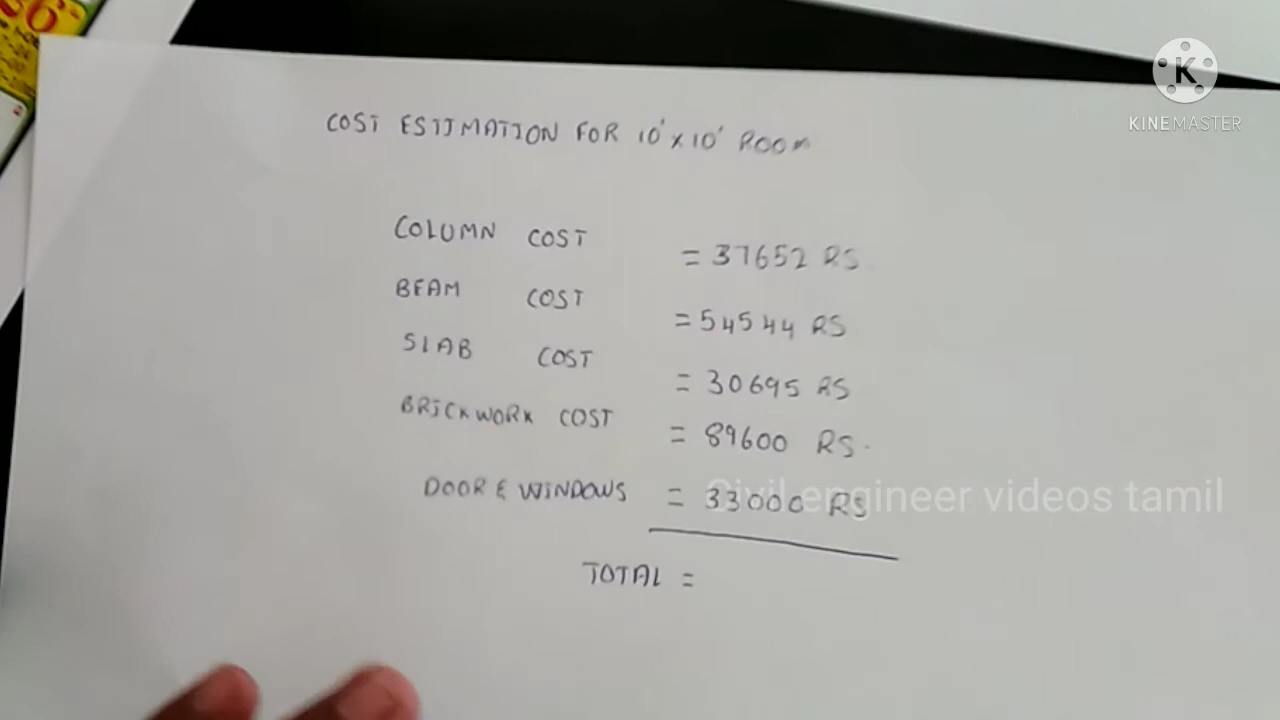 COST ESTIMATION FOR 10'x10' ROOM
COLUMN COST = 37652 RS
BEAM COST = 54544 RS
SLAB COST = 30695 RS
BRICKWORK COST = 89600 RS.
DOOR & WINDOWS = 33000 RS
TOTAL =
K
KINEMASTER
Civil engineer videos tamil